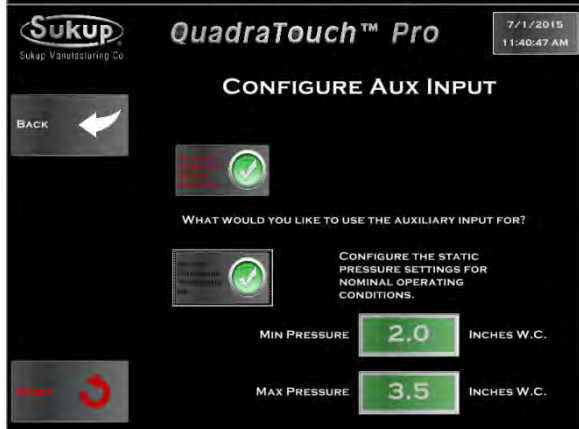 SUKUP
Sukup Manufacturing Co.
QuadraTouch™ Pro
7/1/2015
11:40:47 AM
CONFIGURE AUX INPUT
BACK
WHAT WOULD YOU LIKE TO USE THE AUXILIARY INPUT FOR?
CONFIGURE THE STATIC
PRESSURE SETTINGS FOR
NOMINAL OPERATING
CONDITIONS.
MIN PRESSURE 2.0 INCHES W.C.
MAX PRESSURE 3.5 INCHES W.C.